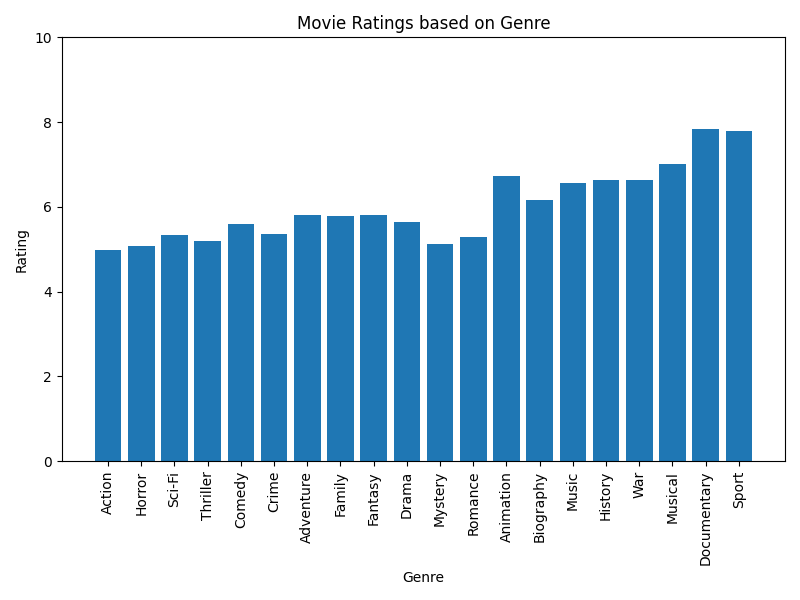 Movie Ratings based on Genre
10
8
6
4
2
0
Rating
Action
Horror
Sci-Fi
Thriller
Comedy
Crime
Adventure
Family
Fantasy
Drama
Mystery
Romance
Animation
Biography
Music
History
War
Musical
Documentary
Sport
Genre